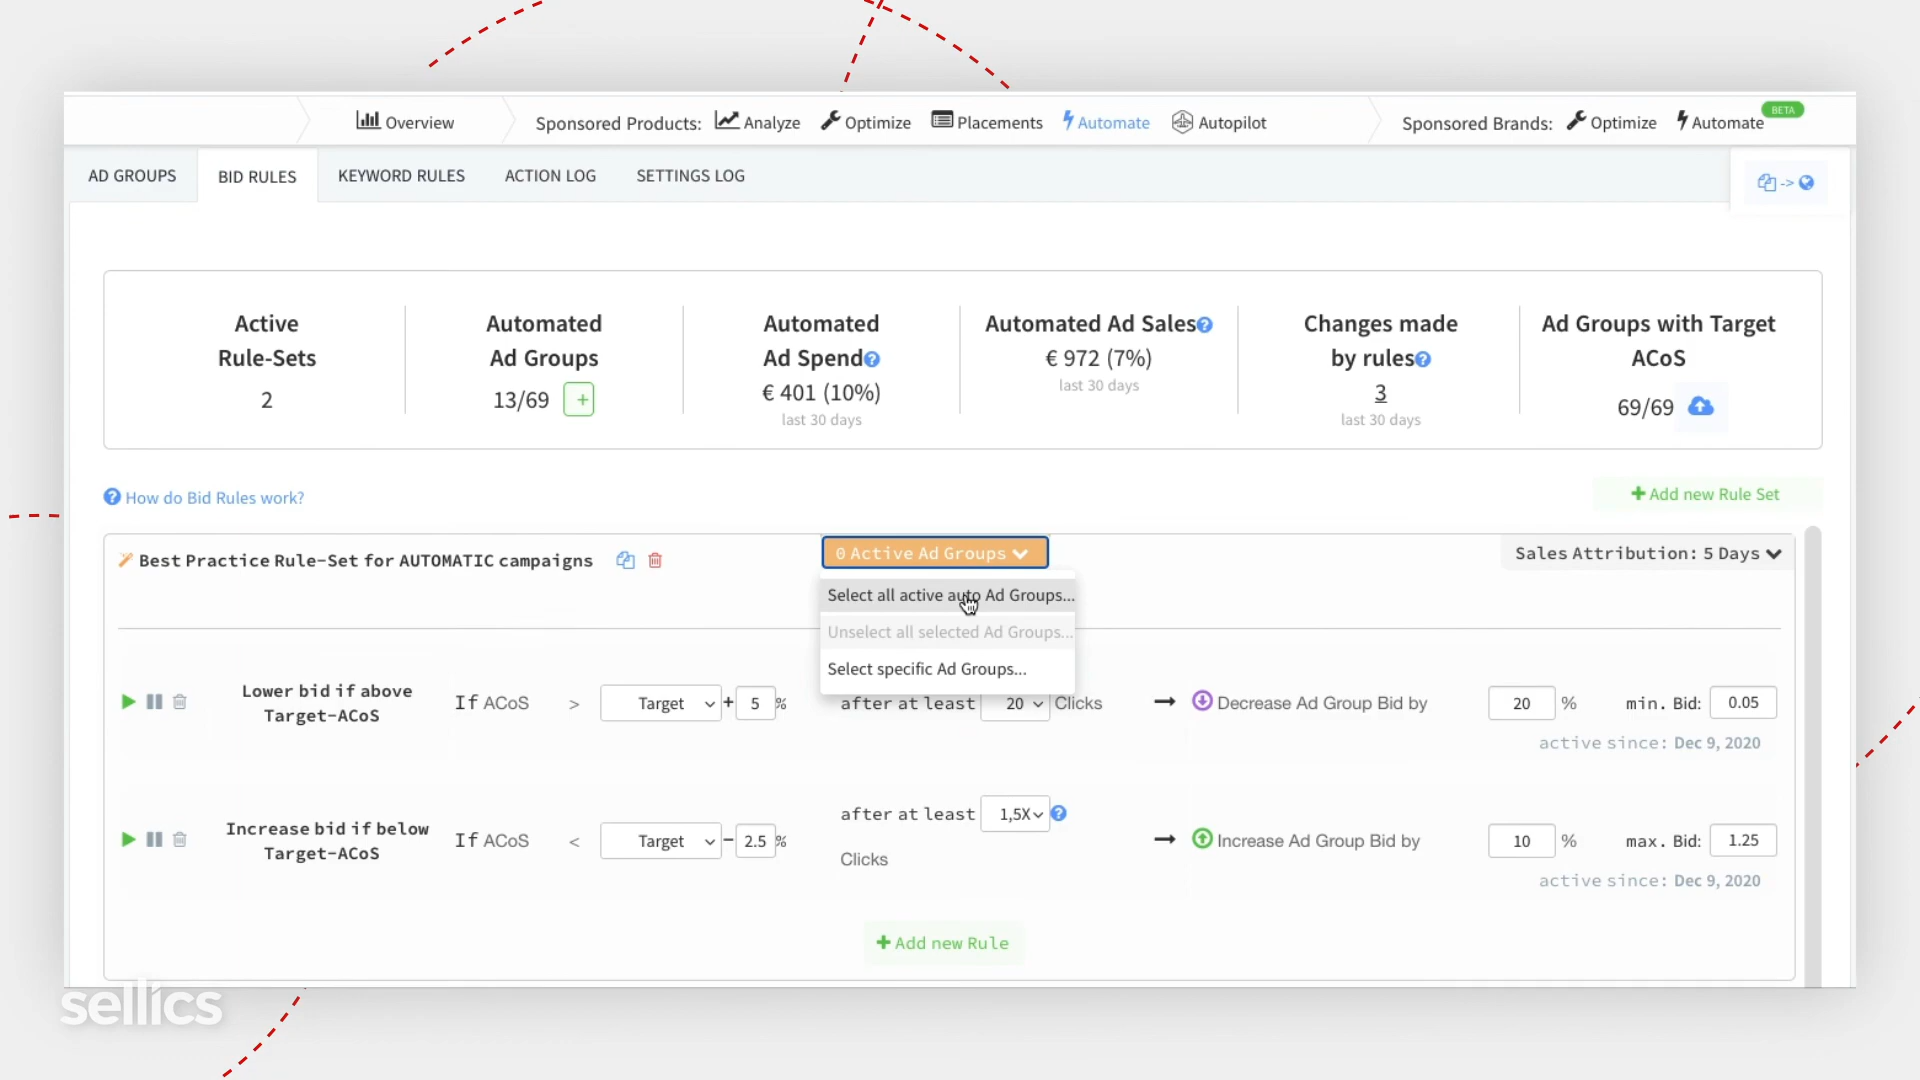 Overview
Sponsored Products: Analyze Optimize Placements Automate Autopilot
Sponsored Brands: Optimize Automate BETA
AD GROUPS BID RULES KEYWORD RULES ACTION LOG SETTINGS LOG
->
Active
Rule-Sets
2
Automated
Ad Groups
13/69 +
Automated
Ad Spend?
€ 401 (10%)
last 30 days
Automated Ad Sales?
€ 972 (7%)
last 30 days
Changes made
by rules?
3
last 30 days
Ad Groups with Target
ACoS
69/69
? How do Bid Rules work?
+ Add new Rule Set
Best Practice Rule-Set for AUTOMATIC campaigns
0 Active Ad Groups
Sales Attribution: 5 Days
Select all active auto Ad Groups...
Unselect all selected Ad Groups...
Select specific Ad Groups...
Lower bid if above
Target-ACoS
If ACoS > Target + 5 %
after at least 20 Clicks
Decrease Ad Group Bid by 20 % min. Bid: 0.05
active since: Dec 9, 2020
Increase bid if below
Target-ACoS
If ACoS < Target - 2.5 %
after at least 1,5X ?
Clicks
Increase Ad Group Bid by 10 % max. Bid: 1.25
active since: Dec 9, 2020
+ Add new Rule
sellics